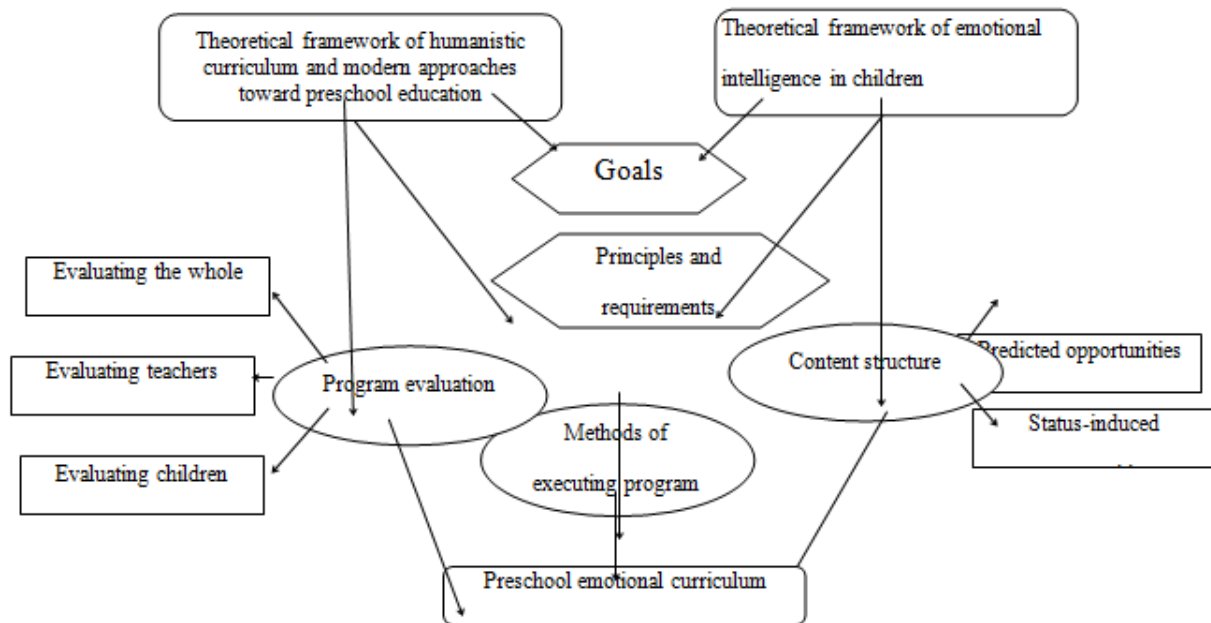 Theoretical framework of humanistic
curriculum and modern approaches
toward preschool education
Theoretical framework of emotional
intelligence in children
Goals
Principles and
requirements
Evaluating the whole
Evaluating teachers
Evaluating children
Program evaluation
Content structure
Predicted opportunities
Status-induced
Methods of
executing program
Preschool emotional curriculum